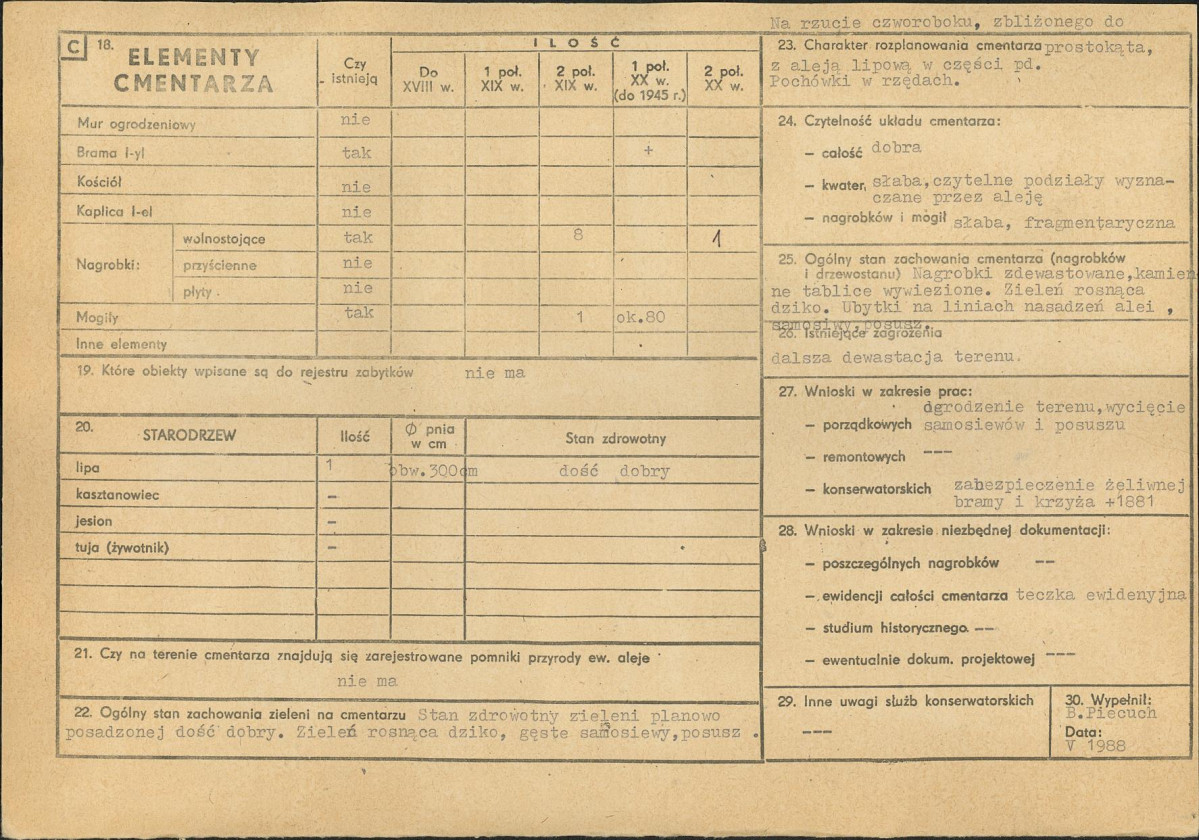 C 18. ELEMENTY CMENTARZA
Czy istnieją
I L O Ś Ć
Do XVIII w.
1 poł. XIX w.
2 poł. XIX w.
1 poł. XX w. (do 1945 r.)
2 poł. XX w.
Mur ogrodzeniowy nie
Brama I-yl tak +
Kościół nie
Kaplica I-el nie
Nagrobki:
wolnostojące tak 8 1
przyścienne nie
płyty nie
Mogiły tak 1 ok.80
Inne elementy
19. Które obiekty wpisane są do rejestru zabytków nie ma
20. STARODRZEW Ilość Ø pnia w cm Stan zdrowotny
lipa 1 obw.300cm dość dobry
kasztanowiec –
jesion –
tuja (żywotnik) –
21. Czy na terenie cmentarza znajdują się zarejestrowane pomniki przyrody ew. aleje
nie ma
22. Ogólny stan zachowania zieleni na cmentarzu Stan zdrowotny zieleni planowo
posadzonej dość dobry. Zieleń rosnąca dziko, gęste samosiewy,posusz .
Na rzucie czworoboku, zbliżonego do
23. Charakter rozplanowania cmentarza prostokąta,
z aleją lipową w części pd.
Pochówki w rzędach.
24. Czytelność układu cmentarza:
– całość dobra
– kwater, słaba,czytelne podziały wyzna-
czane przez aleję
– nagrobków i mogił słaba, fragmentaryczna
25. Ogólny stan zachowania cmentarza (nagrobków
i drzewostanu) Nagrobki zdewastowane,kamien
ne tablice wywiezione. Zieleń rosnąca
dziko. Ubytki na liniach nasadzeń alei ,
samosiwy,posusz.
26. Istniejące zagrożenia
dalsza dewastacja terenu.
27. Wnioski w zakresie prac:
ogrodzenie terenu,wycięcie
– porządkowych samosiewów i posuszu
– remontowych ---
– konserwatorskich zabezpieczenie żeliwnej
bramy i krzyża +1881
28. Wnioski w zakresie niezbędnej dokumentacji:
– poszczególnych nagrobków --
– ewidencji całości cmentarza teczka ewidenyjna
– studium historycznego. --
– ewentualnie dokum. projektowej ---
29. Inne uwagi służb konserwatorskich
---
30. Wypełnił:
B.Piecuch
Data:
V 1988